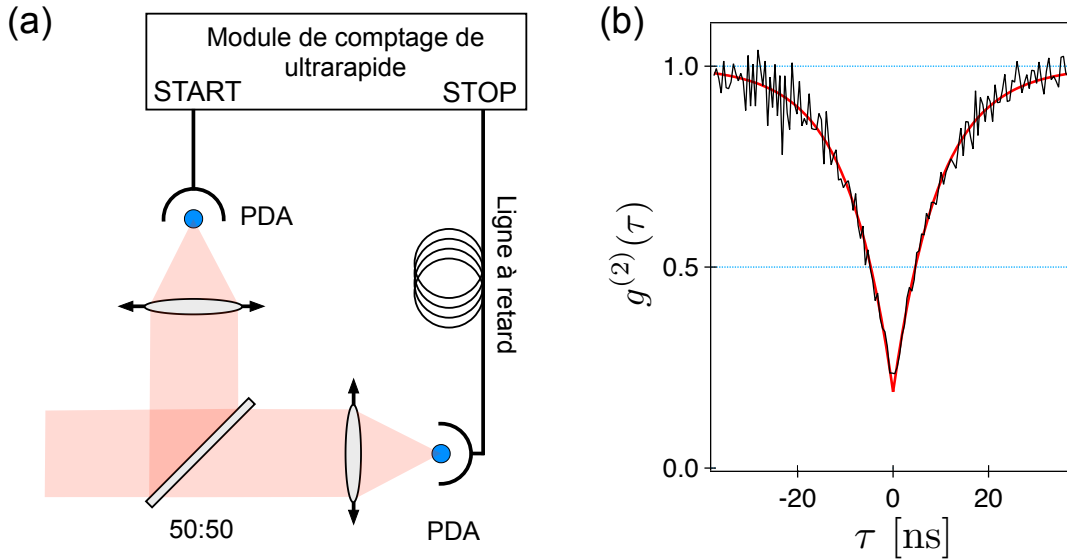 (a)
Module de comptage de
ultrarapide
START
STOP
PDA
Ligne à retard
50:50
PDA
(b)
1.0
0.5
0.0
g⁽²⁾(τ)
-20
0
20
τ [ns]